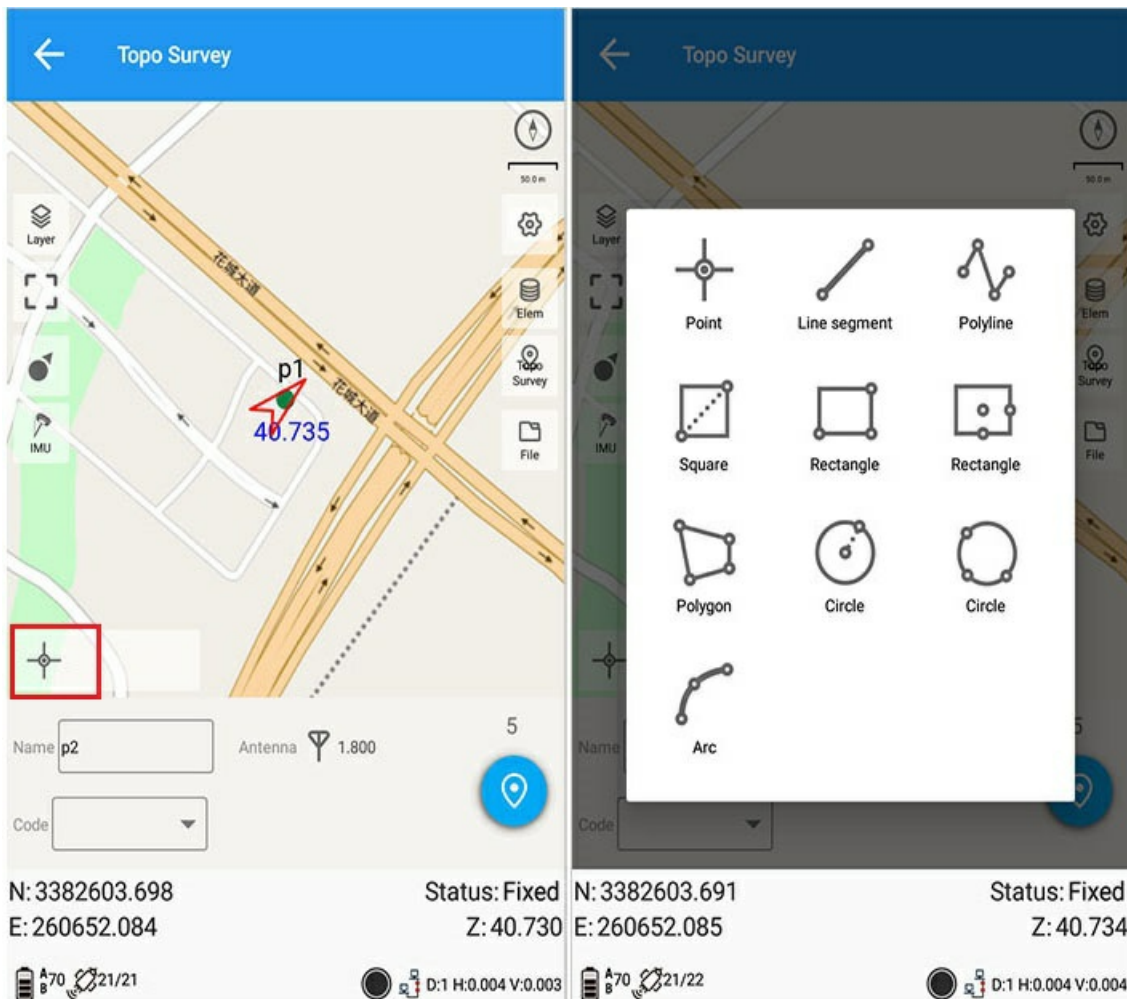 Topo Survey
50.0 m
Layer
花城大道
Elem
p1
Topo
Survey
花城大道
40.735
IMU
File
5
Name p2
Antenna 1.800
Code
N: 3382603.698 Status: Fixed
E: 260652.084 Z: 40.730
A 70 21/21 D:1 H:0.004 V:0.003
B
Topo Survey
50.0 m
Layer
Point Line segment Polyline
Elem
Topo
Survey
Square Rectangle Rectangle
IMU
File
Polygon Circle Circle
Arc
5
Name
Code
N: 3382603.691 Status: Fixed
E: 260652.085 Z: 40.734
A 70 21/22 D:1 H:0.004 V:0.004
B